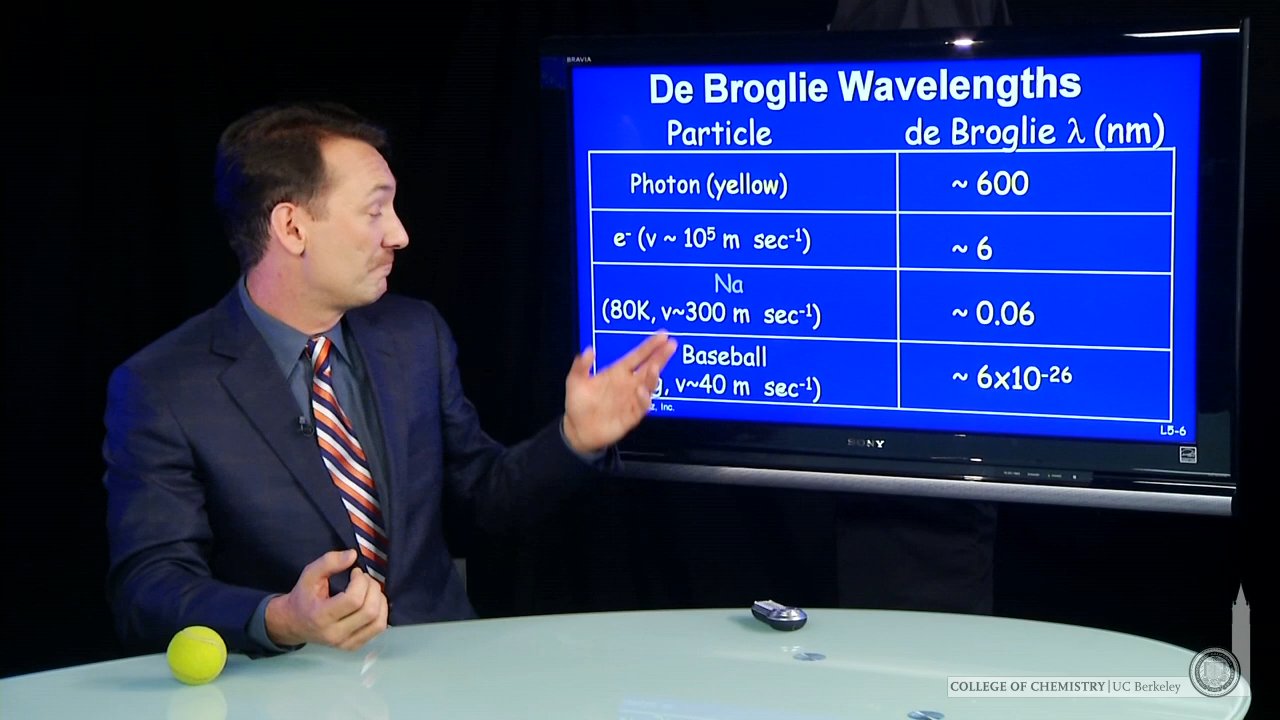 BRAVIA
De Broglie Wavelengths
Particle de Broglie λ (nm)
Photon (yellow) ~ 600
e⁻ (v ~ 10⁵ m sec⁻¹) ~ 6
Na
(80K, v~300 m sec⁻¹) ~ 0.06
Baseball
g, v~40 m sec⁻¹) ~ 6x10⁻²⁶
z, Inc.
L5-6
SONY
COLLEGE OF CHEMISTRY | UC Berkeley